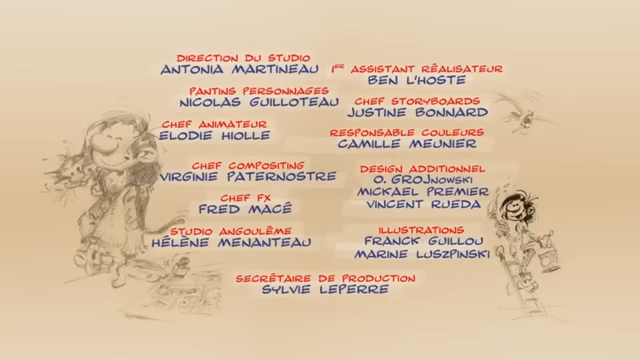 DIRECTION DU STUDIO
ANTONIA MARTINEAU
1ER ASSISTANT RÉALISATEUR
BEN L'HOSTE
PANTINS PERSONNAGES
NICOLAS GUILLOTEAU
CHEF STORYBOARDS
JUSTINE BONNARD
CHEF ANIMATEUR
ELODIE HIOLLE
RESPONSABLE COULEURS
CAMILLE MEUNIER
CHEF COMPOSITING
VIRGINIE PATERNOSTRE
DESIGN ADDITIONNEL
O. GROJNOWSKI
MICKAEL PREMIER
VINCENT RUEDA
CHEF FX
FRED MACÉ
STUDIO ANGOULÊME
HÉLÈNE MENANTEAU
ILLUSTRATIONS
FRANCK GUILLOU
MARINE LUSZPINSKI
SECRÉTAIRE DE PRODUCTION
SYLVIE LEPERRE